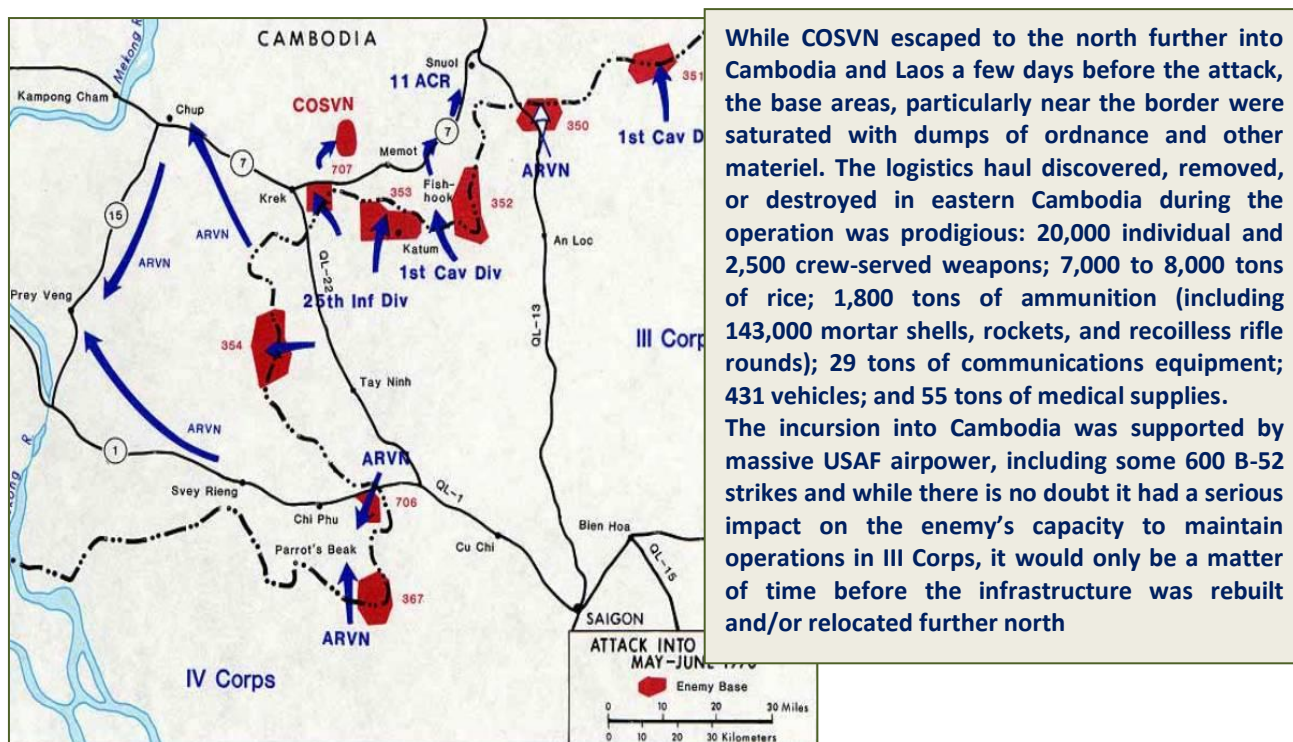 CAMBODIA
Mekong R.
Snuol
11 ACR
351
Kampong Cham
Chup
COSVN
7
350
1st Cav D
707
Memot
7
ARVN
Krek
353
Fish-
hook
352
Katum
An Loc
15
ARVN
ARVN
1st Cav Div
QL-22
25th Inf Div
Prey Veng
QL-13
III Corp
354
Tay Ninh
ARVN
1
ARVN
Svey Rieng
QL-1
706
Chi Phu
Bien Hoa
Parrot's Beak
Cu Chi
QL-15
367
SAIGON
ARVN
IV Corps
ATTACK INTO
MAY-JUNE
Enemy Base
0 10 20 30 Miles
0 10 20 30 Kilometers
While COSVN escaped to the north further into
Cambodia and Laos a few days before the attack,
the base areas, particularly near the border were
saturated with dumps of ordnance and other
materiel. The logistics haul discovered, removed,
or destroyed in eastern Cambodia during the
operation was prodigious: 20,000 individual and
2,500 crew-served weapons; 7,000 to 8,000 tons
of rice; 1,800 tons of ammunition (including
143,000 mortar shells, rockets, and recoilless rifle
rounds); 29 tons of communications equipment;
431 vehicles; and 55 tons of medical supplies.
The incursion into Cambodia was supported by
massive USAF airpower, including some 600 B-52
strikes and while there is no doubt it had a serious
impact on the enemy's capacity to maintain
operations in III Corps, it would only be a matter
of time before the infrastructure was rebuilt
and/or relocated further north